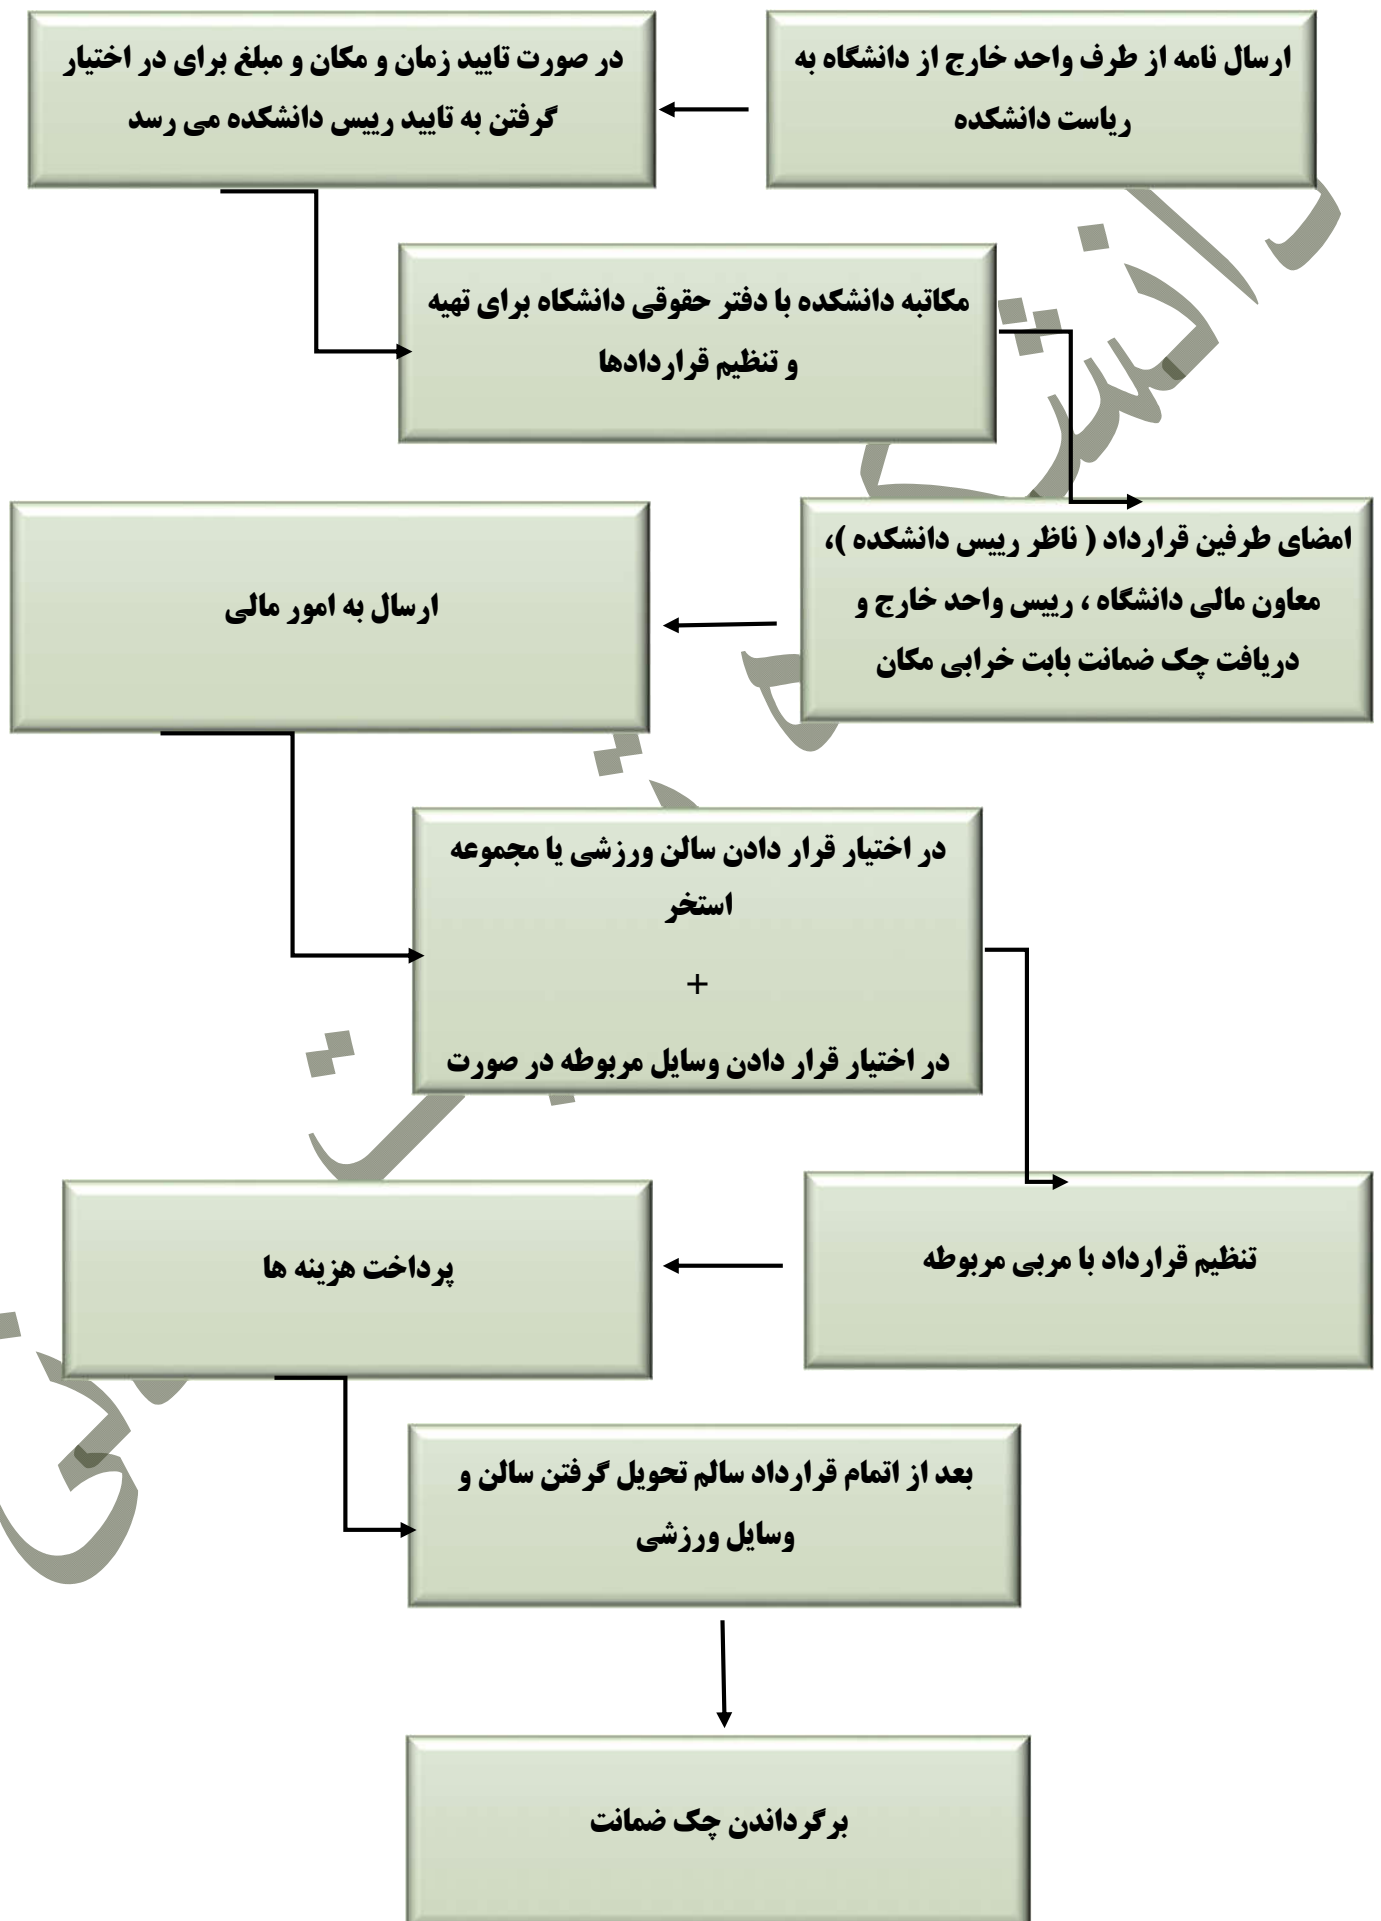 ارسال نامه از طرف واحد خارج از دانشگاه به
ریاست دانشکده
در صورت تایید زمان و مکان و مبلغ برای در اختیار
گرفتن به تایید رییس دانشکده می رسد
مکاتبه دانشکده با دفتر حقوقی دانشگاه برای تهیه
و تنظیم قراردادها
امضای طرفین قرارداد ( ناظر رییس دانشکده )،
معاون مالی دانشگاه ، رییس واحد خارج و
دریافت چک ضمانت بابت خرابی مکان
ارسال به امور مالی
در اختیار قرار دادن سالن ورزشی یا مجموعه
استخر
+
در اختیار قرار دادن وسایل مربوطه در صورت
تنظیم قرارداد با مربی مربوطه
پرداخت هزینه ها
بعد از اتمام قرارداد سالم تحویل گرفتن سالن و
وسایل ورزشی
برگرداندن چک ضمانت